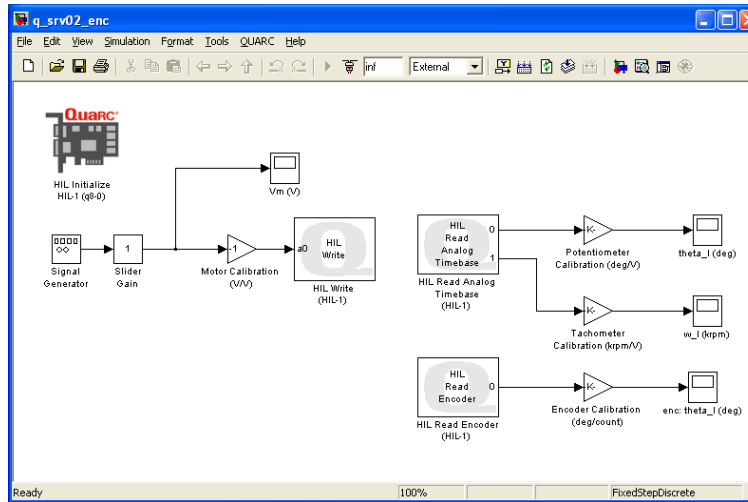 q_srv02_enc
File Edit View Simulation Format Tools QUARC Help
inf External
QUARC
HIL Initialize
HIL-1 (q8-0)
Vm (V)
Signal
Generator
1
Slider
Gain
-1
Motor Calibration
(V/V)
a0
HIL
Write
HIL Write
(HIL-1)
HIL
Read
Analog
Timebase
0
1
HIL Read Analog
Timebase
(HIL-1)
K-
Potentiometer
Calibration (deg/V)
theta_l (deg)
K-
Tachometer
Calibration (krpm/V)
w_l (krpm)
HIL
Read
Encoder
0
HIL Read Encoder
(HIL-1)
K-
Encoder Calibration
(deg/count)
enc: theta_l (deg)
Ready 100% FixedStepDiscrete